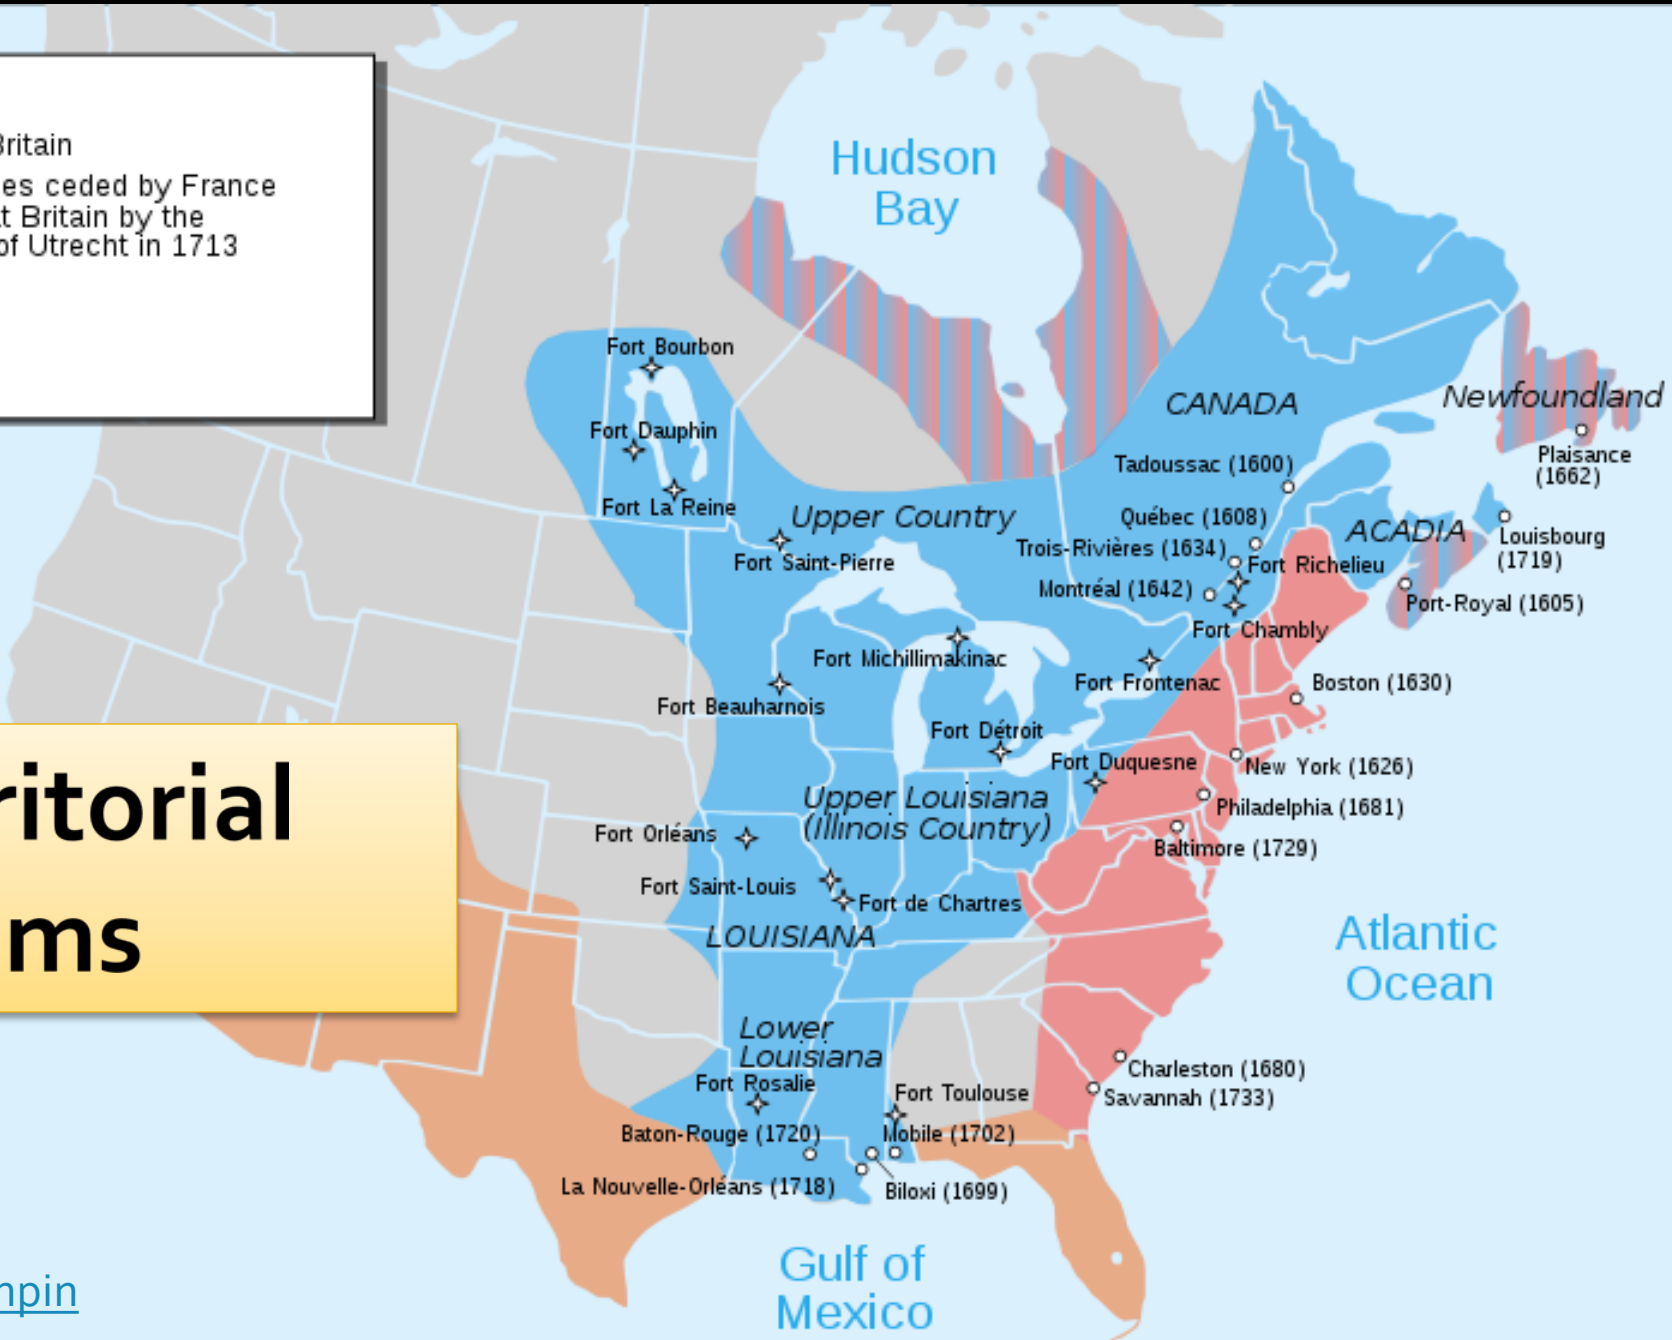 Britain
es ceded by France
t Britain by the
of Utrecht in 1713
ritorial
ms
npin
Hudson
Bay
Fort Bourbon
Fort Dauphin
Fort La Reine
Upper Country
Fort Saint-Pierre
CANADA
Newfoundland
Plaisance
(1662)
Tadoussac (1600)
Québec (1608)
Trois-Rivières (1634)
Fort Richelieu
Montréal (1642)
Fort Chambly
ACADIA
Louisbourg
(1719)
Port-Royal (1605)
Fort Michillimakinac
Fort Frontenac
Boston (1630)
Fort Beauharnois
Fort Détroit
Fort Duquesne
New York (1626)
Philadelphia (1681)
Baltimore (1729)
Upper Louisiana
(Illinois Country)
Fort Orléans
Fort Saint-Louis
Fort de Chartres
LOUISIANA
Atlantic
Ocean
Lower
Louisiana
Fort Rosalie
Fort Toulouse
Charleston (1680)
Savannah (1733)
Baton-Rouge (1720)
Mobile (1702)
La Nouvelle-Orléans (1718)
Biloxi (1699)
Gulf of
Mexico